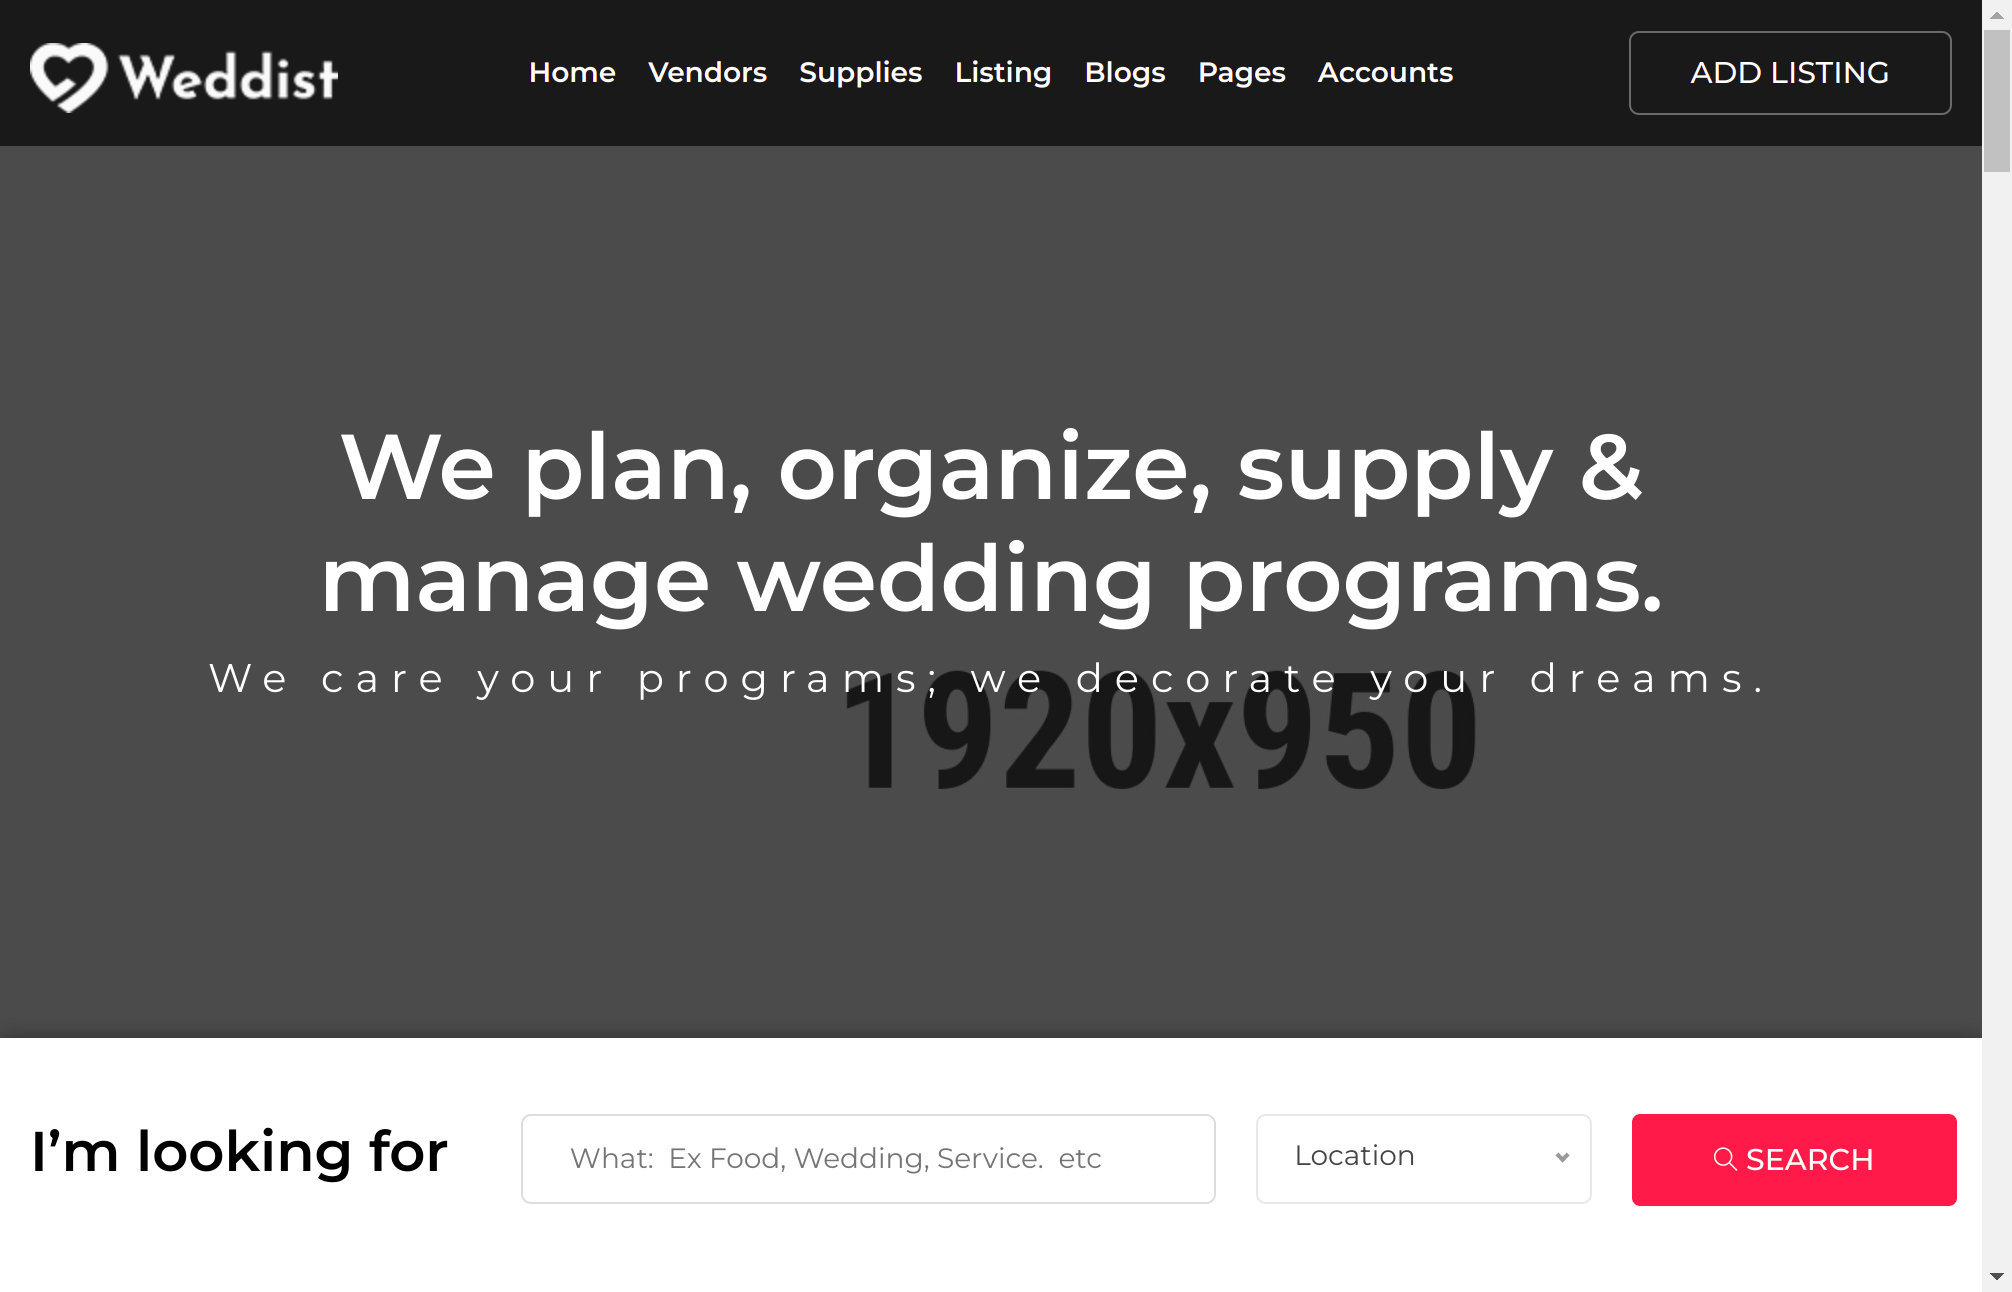 Weddist
Home Vendors Supplies Listing Blogs Pages Accounts
ADD LISTING
We plan, organize, supply &
manage wedding programs.
We care your programs; we decorate your dreams.
1920x950
I’m looking for
What:  Ex Food, Wedding, Service.  etc
Location
SEARCH